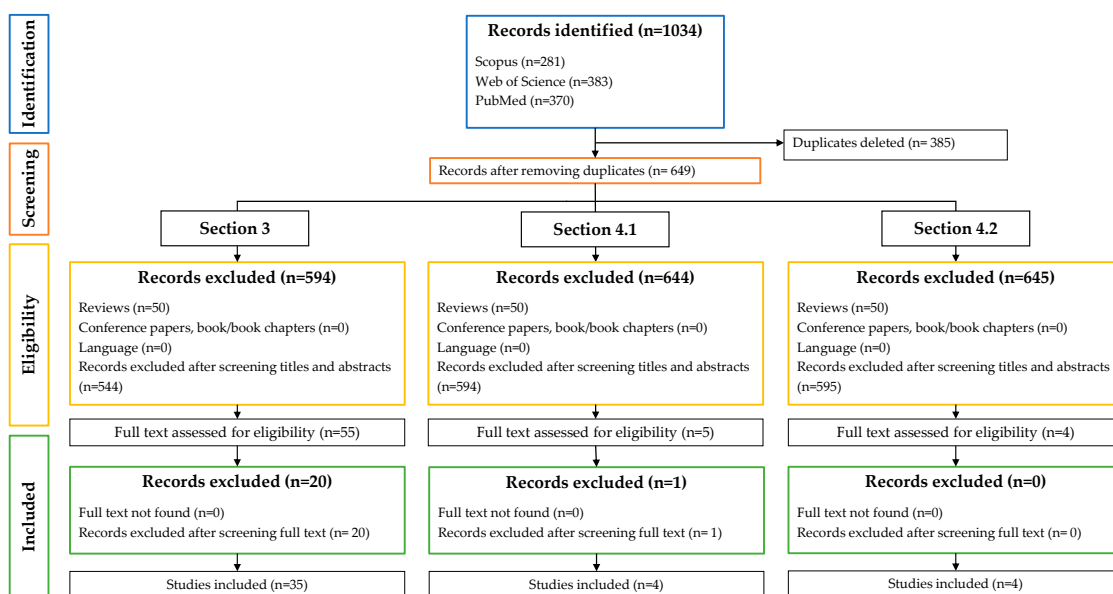 Identification
Records identified (n=1034)
Scopus (n=281)
Web of Science (n=383)
PubMed (n=370)
Duplicates deleted (n= 385)
Screening
Records after removing duplicates (n= 649)
Section 3
Section 4.1
Section 4.2
Eligibility
Records excluded (n=594)
Reviews (n=50)
Conference papers, book/book chapters (n=0)
Language (n=0)
Records excluded after screening titles and abstracts
(n=544)
Full text assessed for eligibility (n=55)
Records excluded (n=644)
Reviews (n=50)
Conference papers, book/book chapters (n=0)
Language (n=0)
Records excluded after screening titles and abstracts
(n=594)
Full text assessed for eligibility (n=5)
Records excluded (n=645)
Reviews (n=50)
Conference papers, book/book chapters (n=0)
Language (n=0)
Records excluded after screening titles and abstracts
(n=595)
Full text assessed for eligibility (n=4)
Included
Records excluded (n=20)
Full text not found (n=0)
Records excluded after screening full text (n= 20)
Studies included (n=35)
Records excluded (n=1)
Full text not found (n=0)
Records excluded after screening full text (n= 1)
Studies included (n=4)
Records excluded (n=0)
Full text not found (n=0)
Records excluded after screening full text (n= 0)
Studies included (n=4)